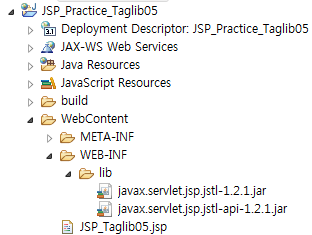 JSP_Practice_Taglib05
Deployment Descriptor: JSP_Practice_Taglib05
JAX-WS Web Services
Java Resources
JavaScript Resources
build
WebContent
META-INF
WEB-INF
lib
javax.servlet.jsp.jstl-1.2.1.jar
javax.servlet.jsp.jstl-api-1.2.1.jar
JSP_Taglib05.jsp